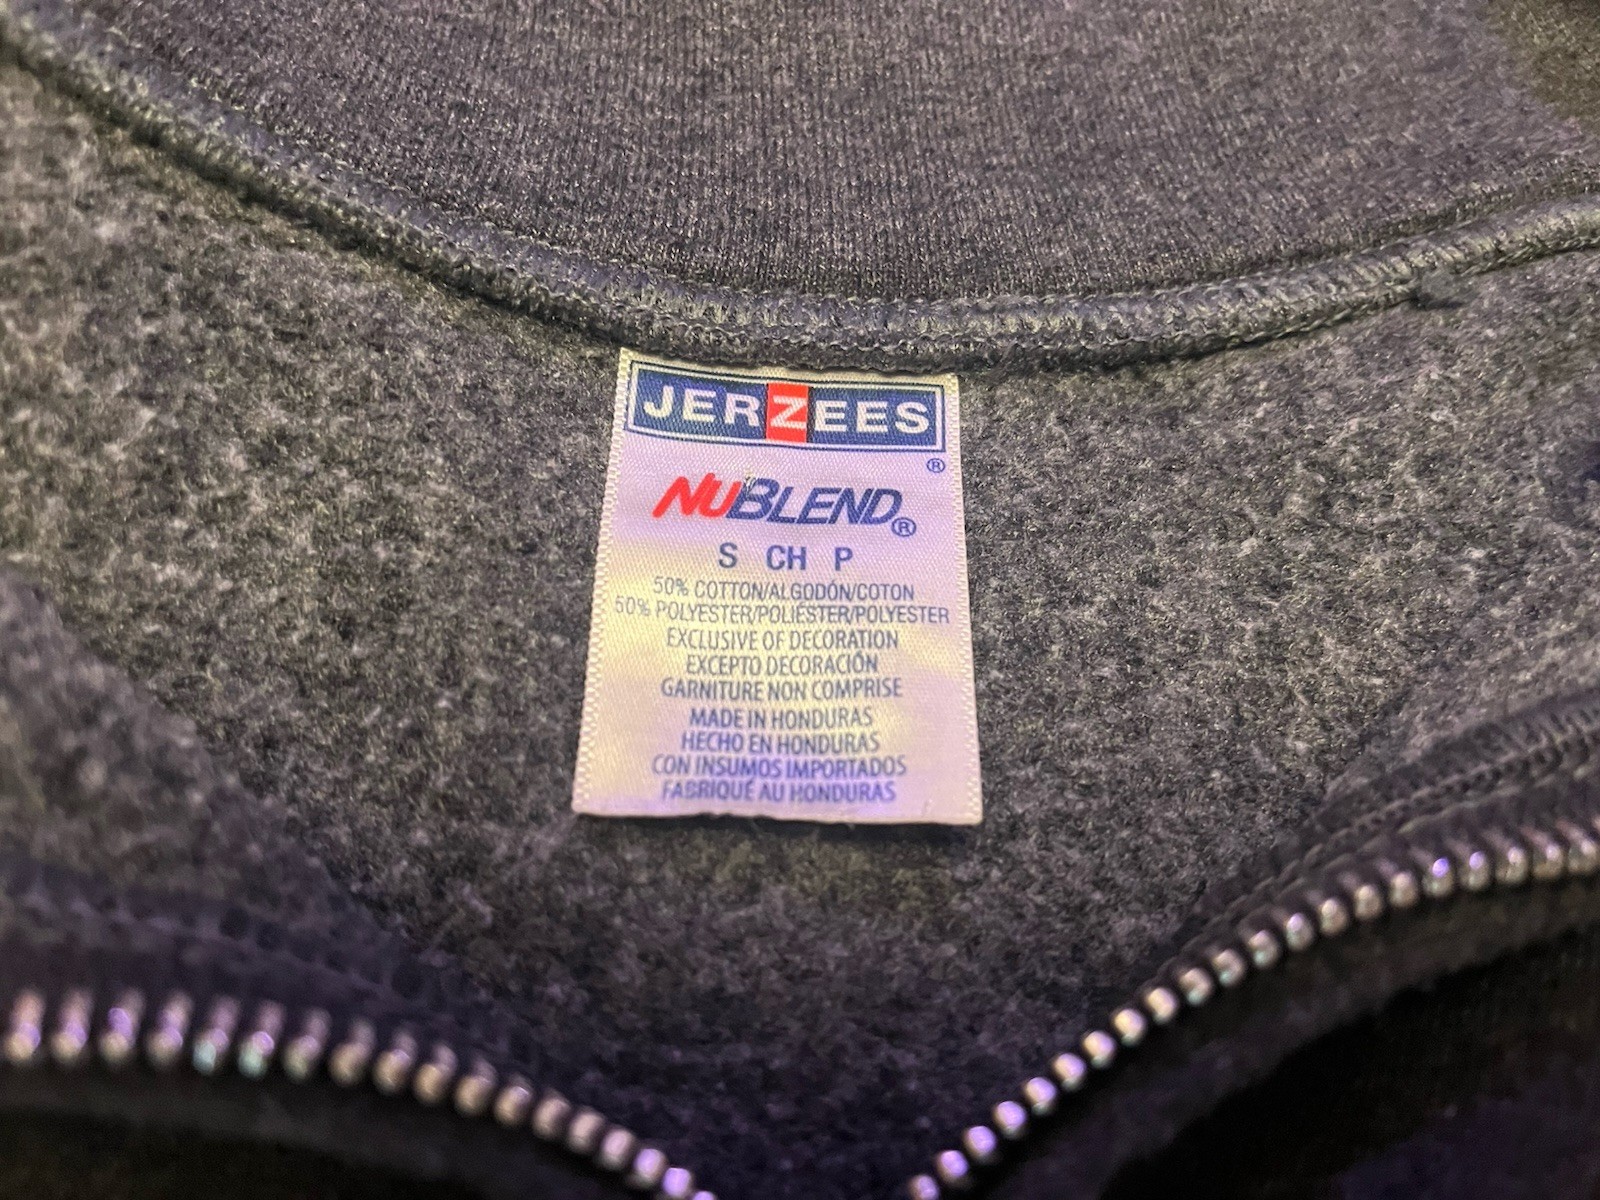 JERZEES
®
NUBLEND®
S CH P
50% COTTON/ALGODÓN/COTON
50% POLYESTER/POLIÉSTER/POLYESTER
EXCLUSIVE OF DECORATION
EXCEPTO DECORACIÓN
GARNITURE NON COMPRISE
MADE IN HONDURAS
HECHO EN HONDURAS
CON INSUMOS IMPORTADOS
FABRIQUÉ AU HONDURAS